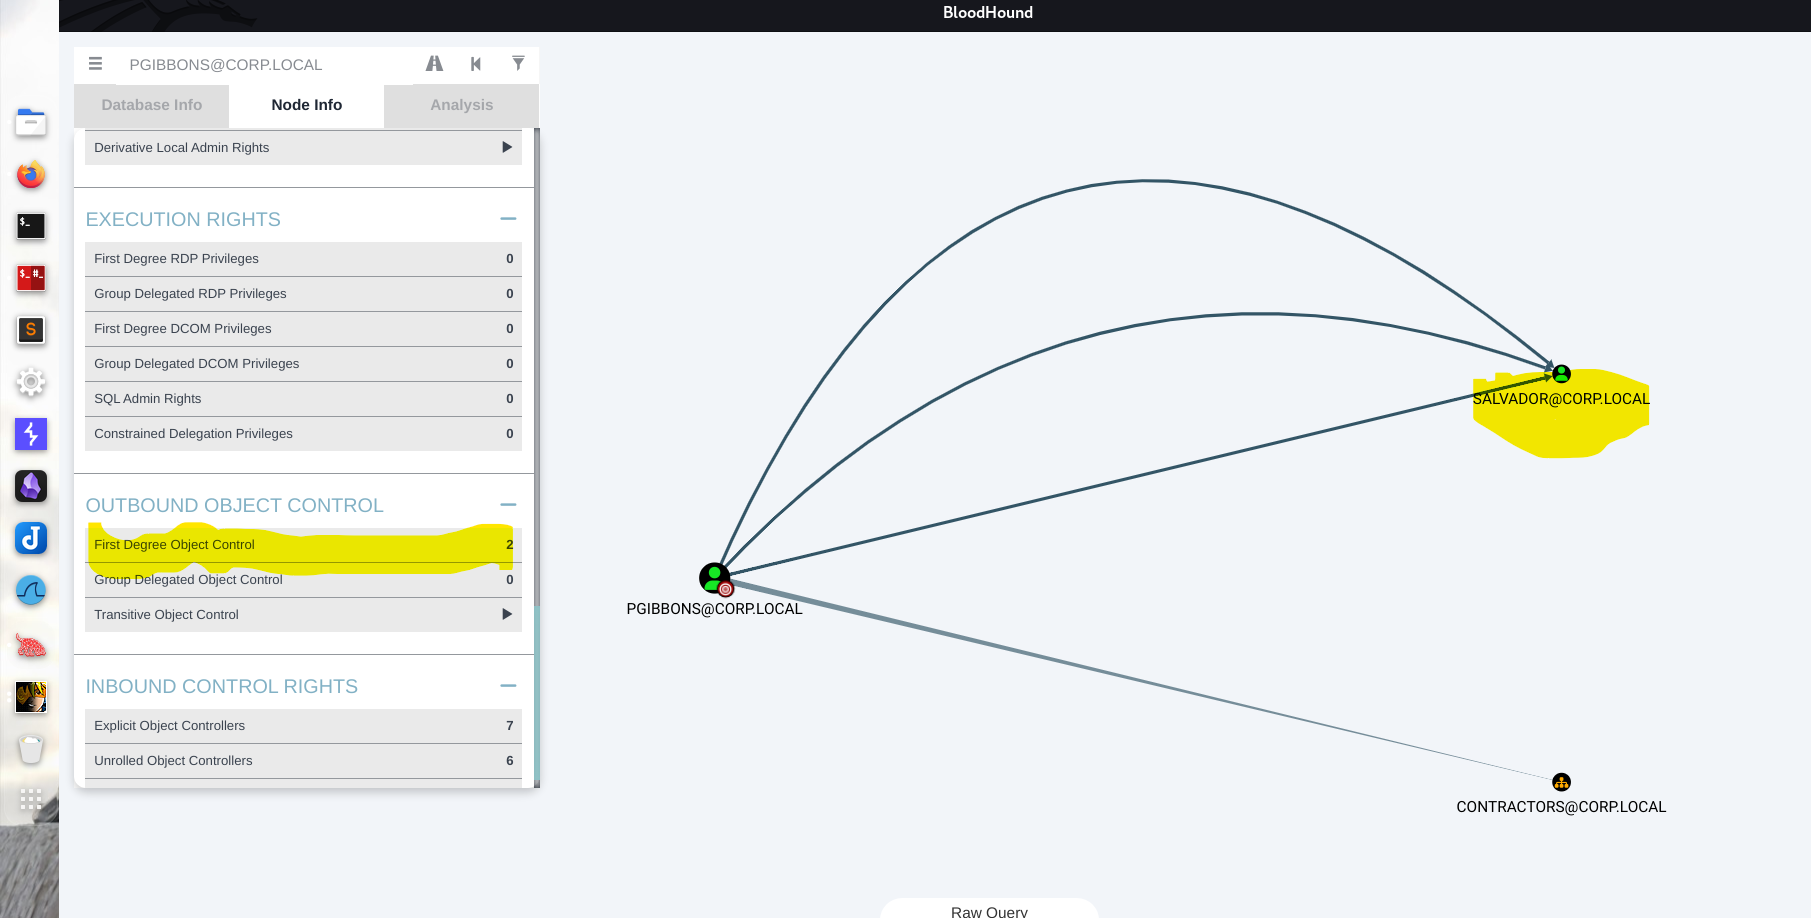 BloodHound
PGIBBONS@CORP.LOCAL
Database Info
Node Info
Analysis
Derivative Local Admin Rights
EXECUTION RIGHTS
First Degree RDP Privileges 0
Group Delegated RDP Privileges 0
First Degree DCOM Privileges 0
Group Delegated DCOM Privileges 0
SQL Admin Rights 0
Constrained Delegation Privileges 0
OUTBOUND OBJECT CONTROL
First Degree Object Control 2
Group Delegated Object Control 0
Transitive Object Control
INBOUND CONTROL RIGHTS
Explicit Object Controllers 7
Unrolled Object Controllers 6
SALVADOR@CORP.LOCAL
PGIBBONS@CORP.LOCAL
CONTRACTORS@CORP.LOCAL
Raw Query
$_
$_ #_
S
J